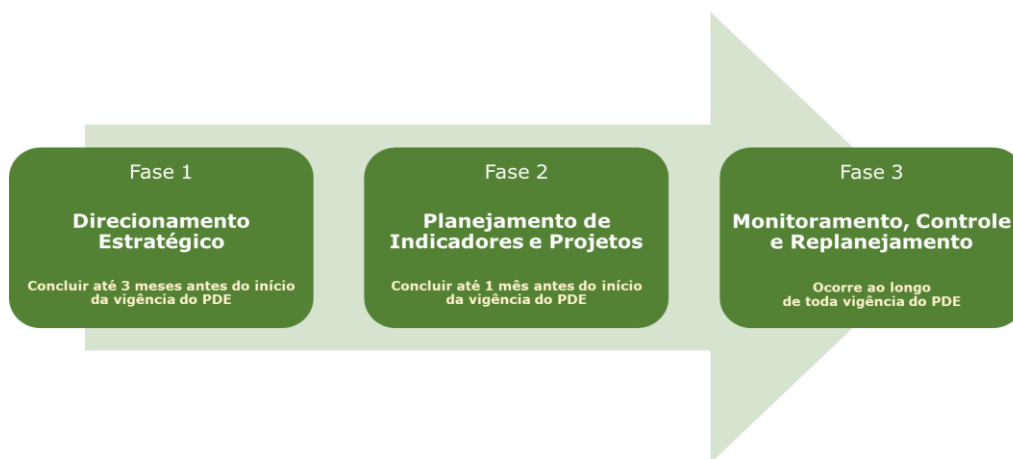 Fase 1
Direcionamento
Estratégico
Concluir até 3 meses antes do início
da vigência do PDE
Fase 2
Planejamento de
Indicadores e Projetos
Concluir até 1 mês antes do início
da vigência do PDE
Fase 3
Monitoramento, Controle
e Replanejamento
Ocorre ao longo
de toda vigência do PDE